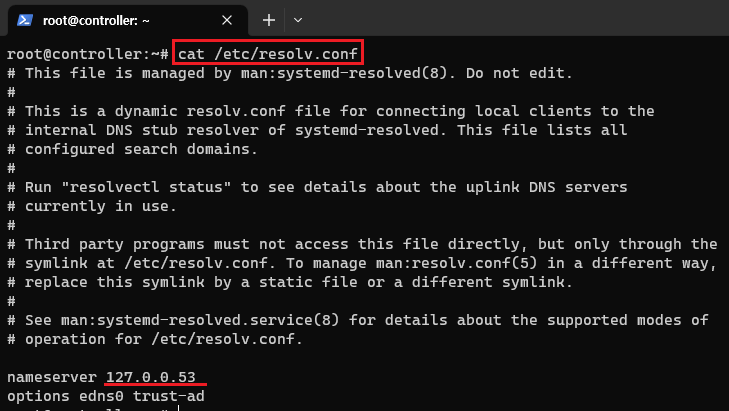 root@controller: ~
root@controller:~# cat /etc/resolv.conf
# This file is managed by man:systemd-resolved(8). Do not edit.
#
# This is a dynamic resolv.conf file for connecting local clients to the
# internal DNS stub resolver of systemd-resolved. This file lists all
# configured search domains.
#
# Run "resolvectl status" to see details about the uplink DNS servers
# currently in use.
#
# Third party programs must not access this file directly, but only through the
# symlink at /etc/resolv.conf. To manage man:resolv.conf(5) in a different way,
# replace this symlink by a static file or a different symlink.
#
# See man:systemd-resolved.service(8) for details about the supported modes of
# operation for /etc/resolv.conf.
nameserver 127.0.0.53
options edns0 trust-ad